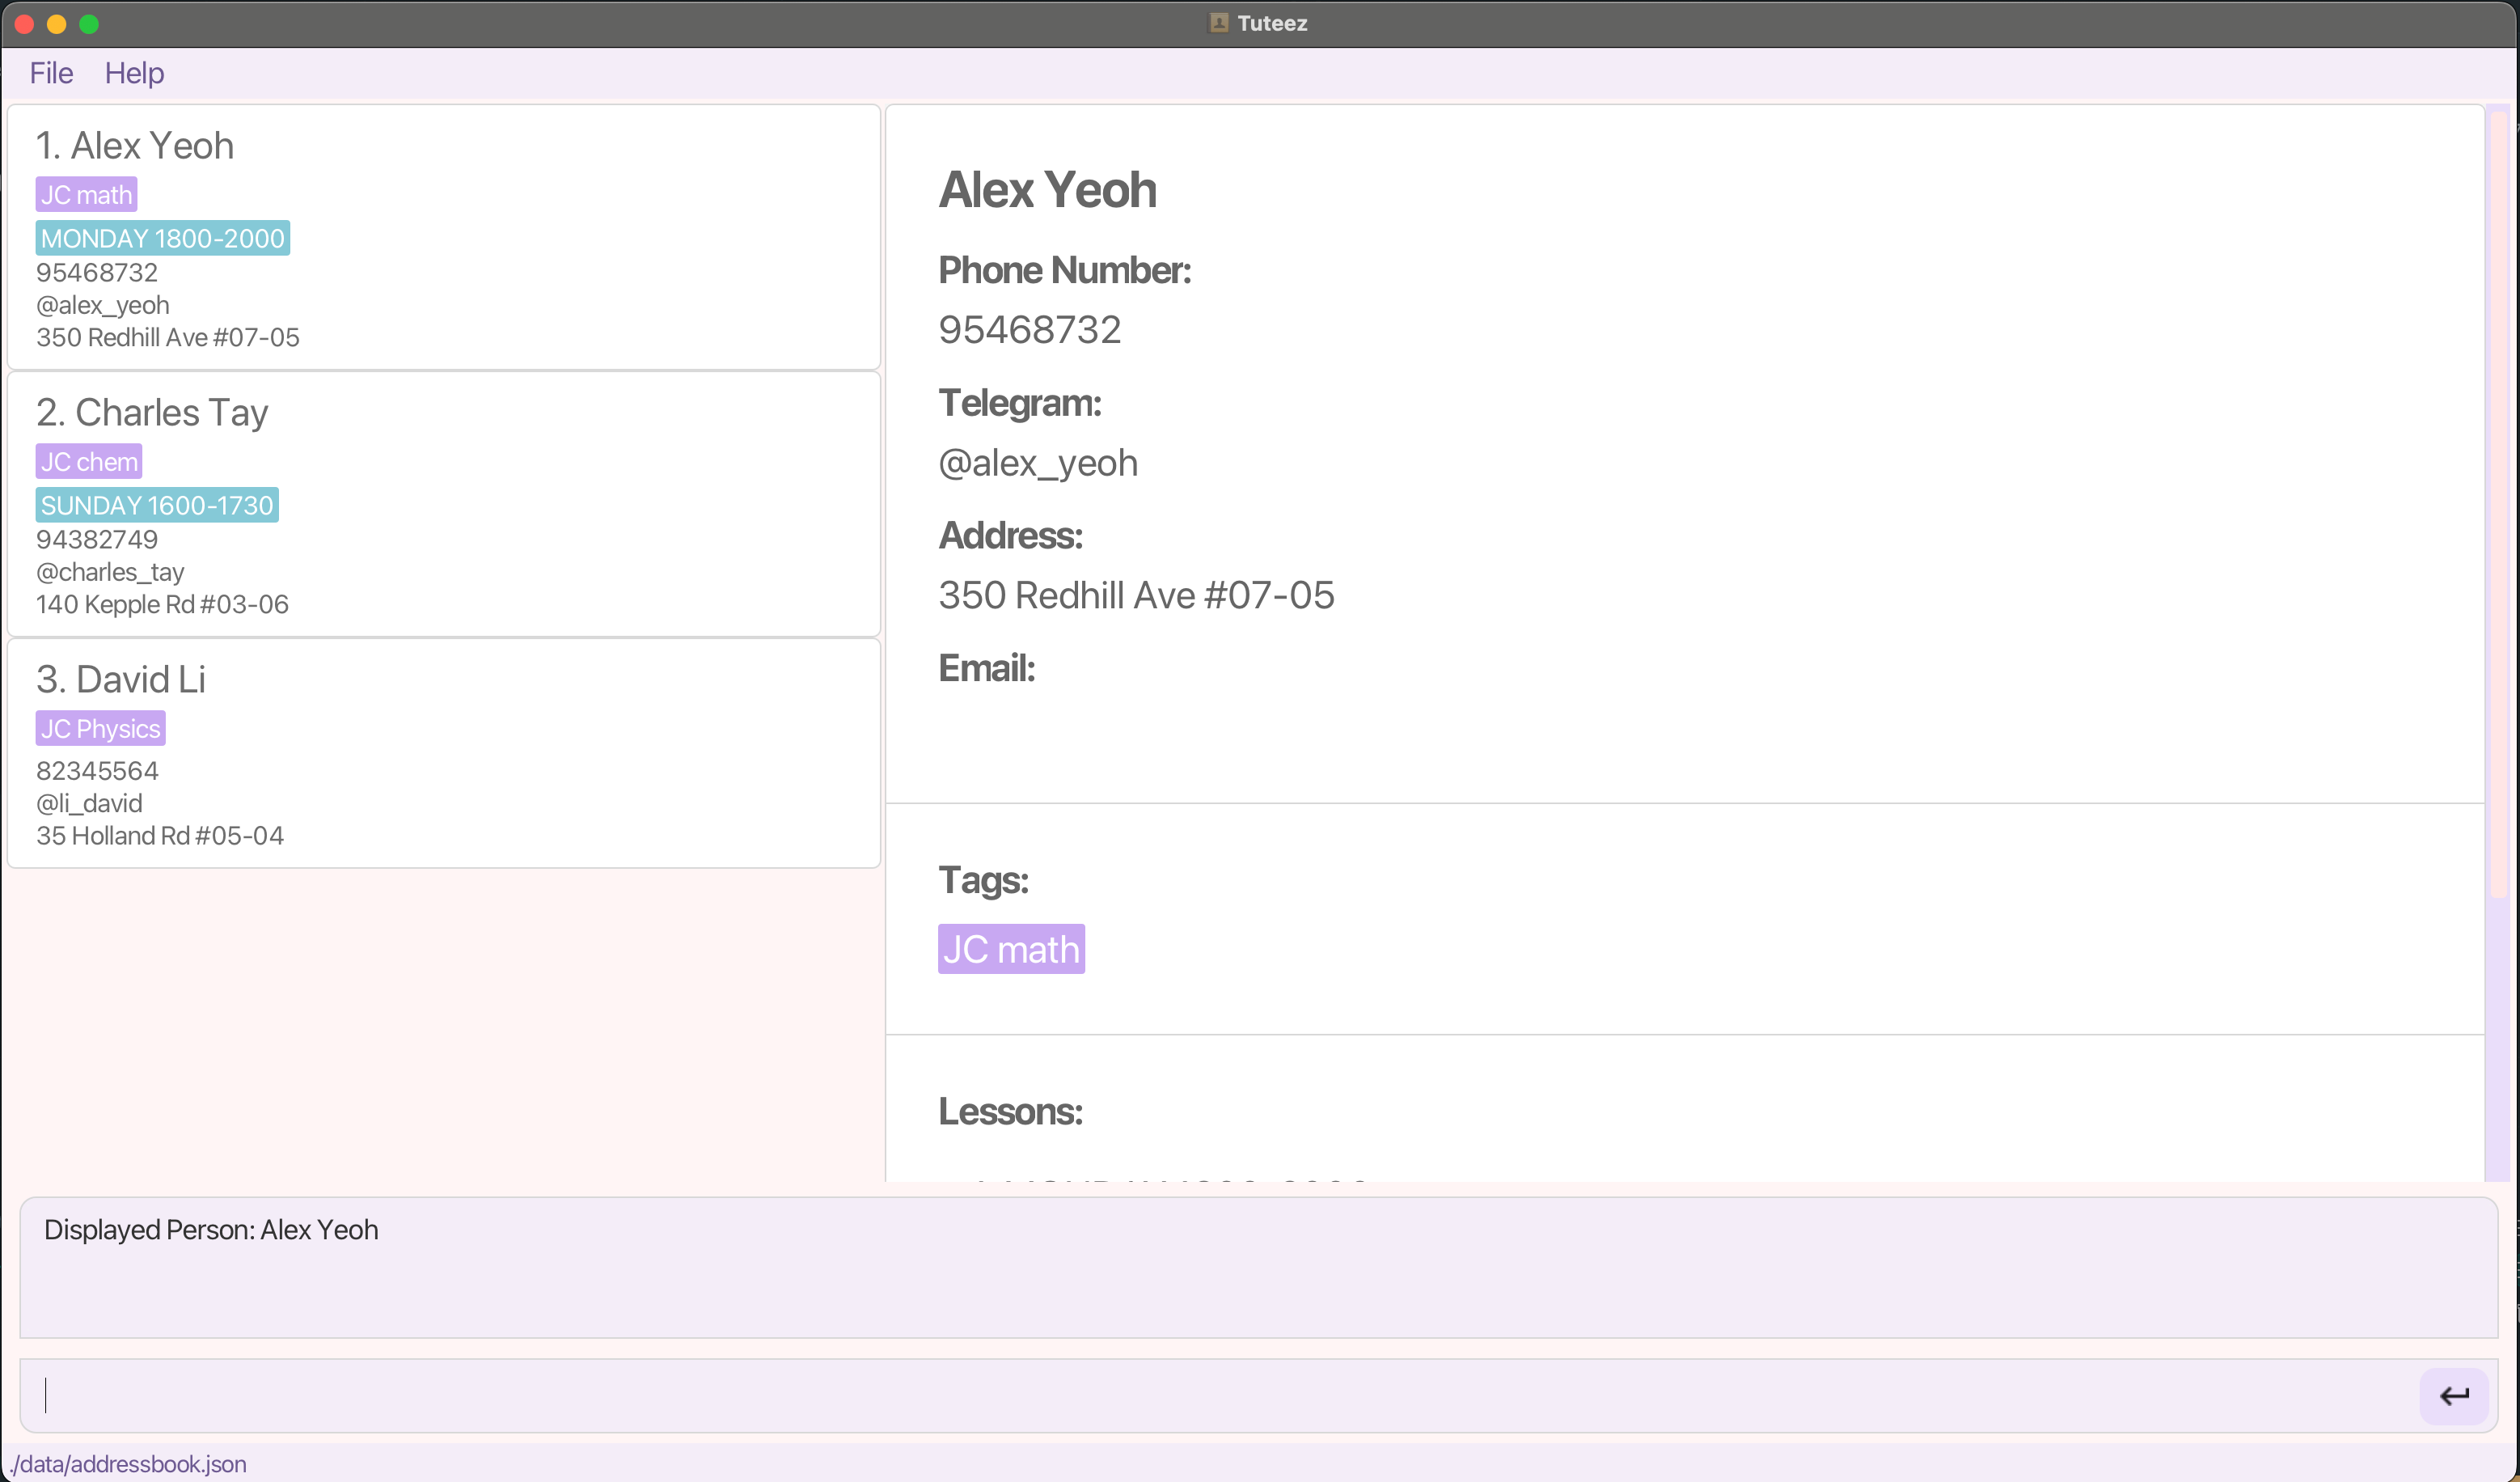 Tuteez
File Help
1. Alex Yeoh
JC math
MONDAY 1800-2000
95468732
@alex_yeoh
350 Redhill Ave #07-05
2. Charles Tay
JC chem
SUNDAY 1600-1730
94382749
@charles_tay
140 Kepple Rd #03-06
3. David Li
JC Physics
82345564
@li_david
35 Holland Rd #05-04
Alex Yeoh
Phone Number:
95468732
Telegram:
@alex_yeoh
Address:
350 Redhill Ave #07-05
Email:
Tags:
JC math
Lessons:
Displayed Person: Alex Yeoh
./data/addressbook.json